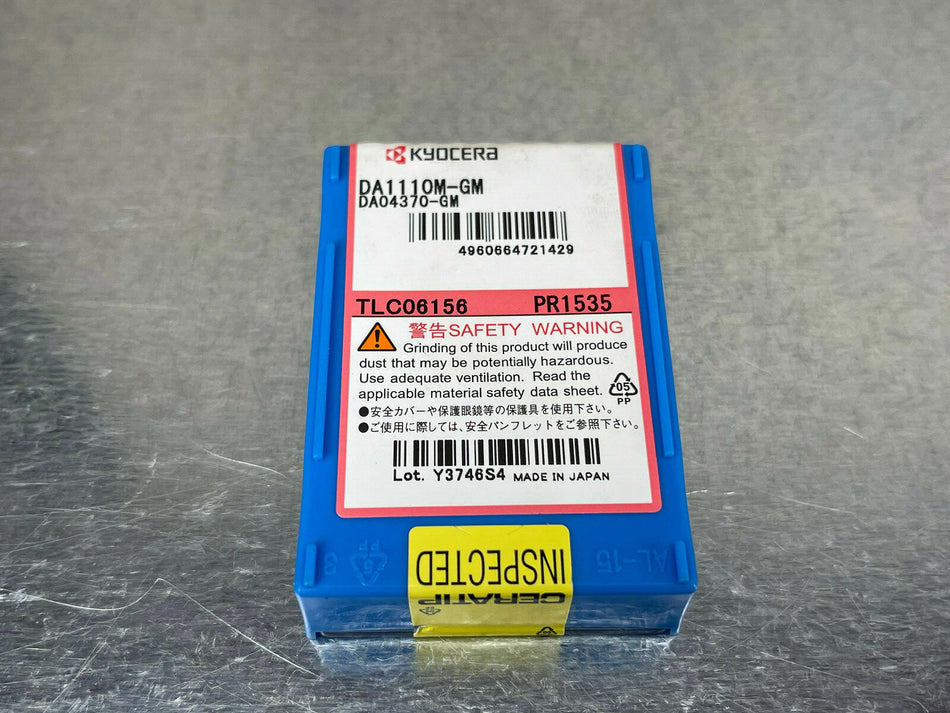 KYOCERA
DA1110M-GM
DA04370-GM
4960664721429
TLC06156 PR1535
警告SAFETY WARNING
Grinding of this product will produce
dust that may be potentially hazardous.
Use adequate ventilation. Read the
applicable material safety data sheet.
05
PP
●安全カバーや保護眼鏡等の保護具を使用下さい。
●ご使用に際しては、安全パンフレットをご参照下さい。
Lot. Y3746S4 MADE IN JAPAN
AL-15
5
PP
3
INSPECTED
CERATIP